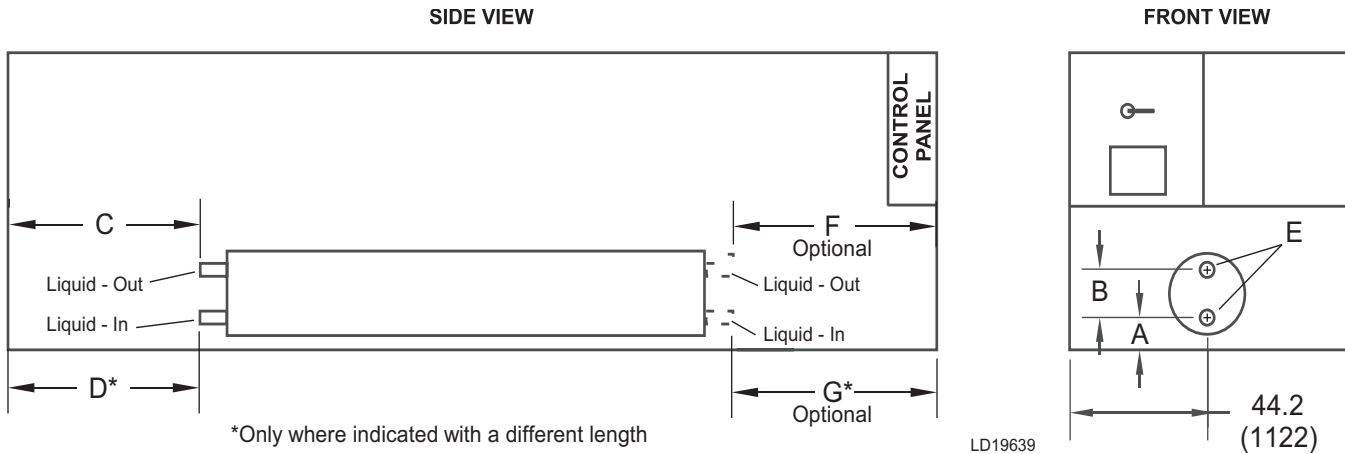 SIDE VIEW
FRONT VIEW
CONTROL
PANEL
C
F
Optional
Liquid - Out
Liquid - In
Liquid - Out
Liquid - In
D*
G*
Optional
*Only where indicated with a different length
E
B
A
44.2
(1122)
LD19639